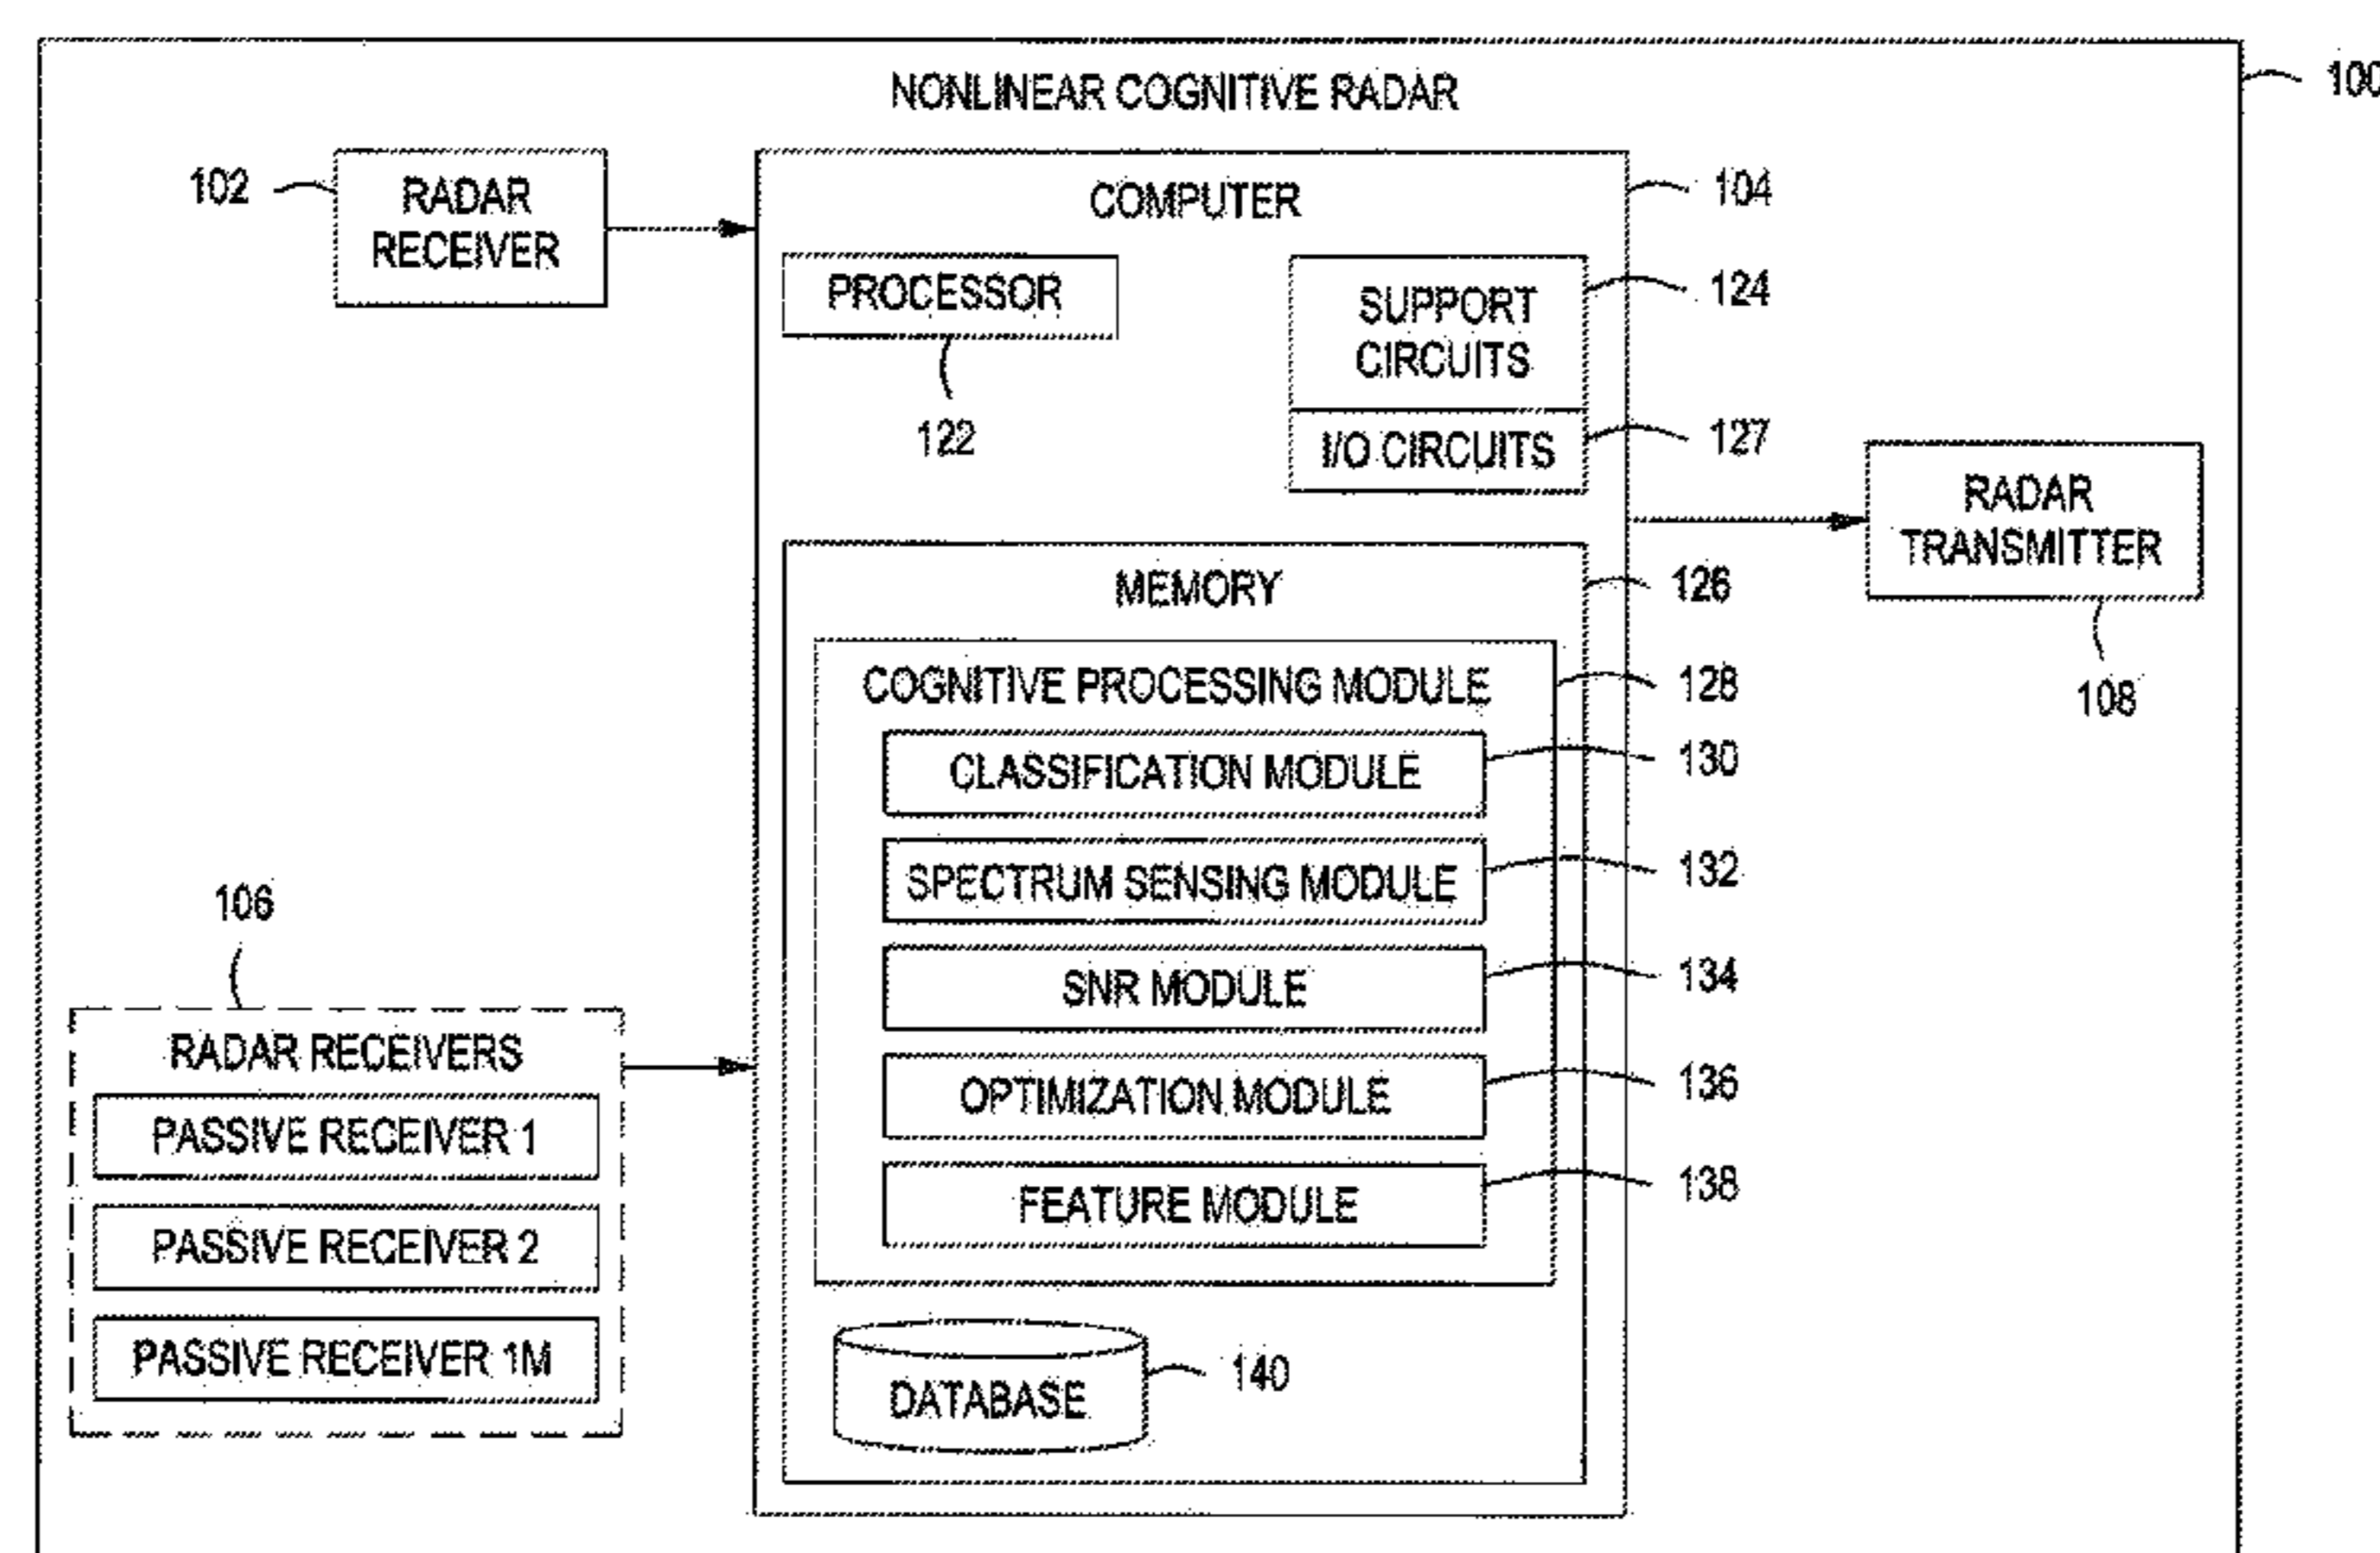 NONLINEAR COGNITIVE RADAR
100
102
RADAR
RECEIVER
COMPUTER
104
PROCESSOR
122
SUPPORT
CIRCUITS
124
I/O CIRCUITS
127
RADAR
TRANSMITTER
108
MEMORY
126
COGNITIVE PROCESSING MODULE
128
CLASSIFICATION MODULE
130
SPECTRUM SENSING MODULE
132
SNR MODULE
134
OPTIMIZATION MODULE
136
FEATURE MODULE
138
DATABASE
140
106
RADAR RECEIVERS
PASSIVE RECEIVER 1
PASSIVE RECEIVER 2
PASSIVE RECEIVER 1M